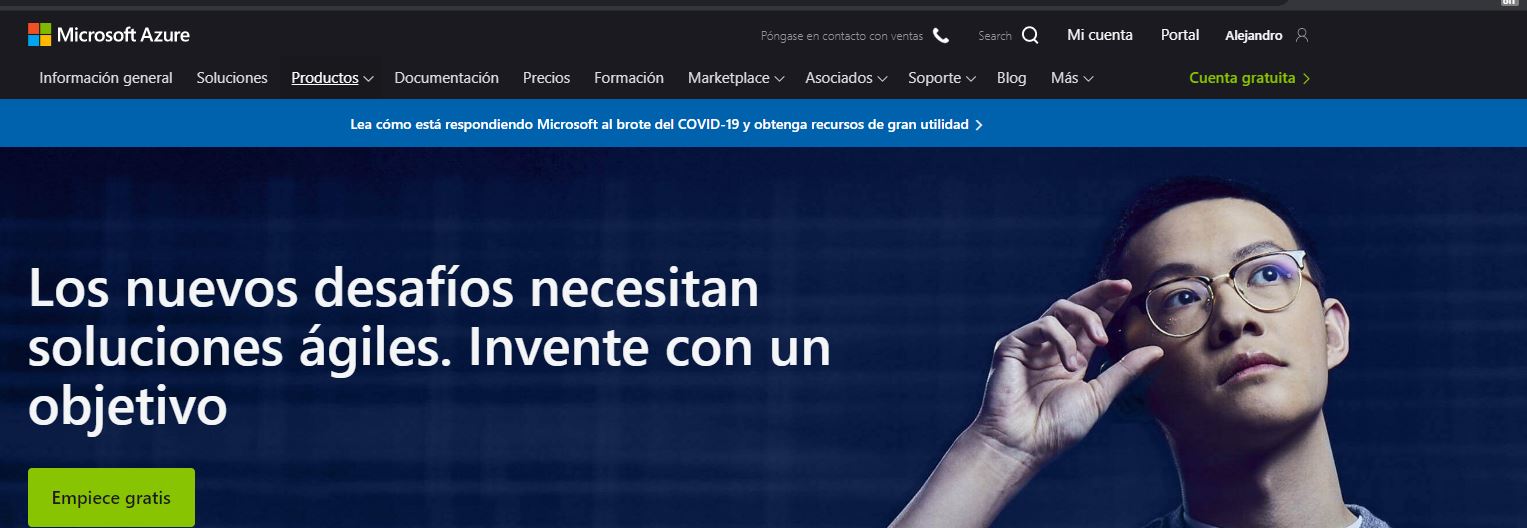 Microsoft Azure
Póngase en contacto con ventas Search Mi cuenta Portal Alejandro
Información general Soluciones Productos Documentación Precios Formación Marketplace Asociados Soporte Blog Más Cuenta gratuita
Lea cómo está respondiendo Microsoft al brote del COVID-19 y obtenga recursos de gran utilidad
Los nuevos desafíos necesitan
soluciones ágiles. Invente con un
objetivo
Empiece gratis